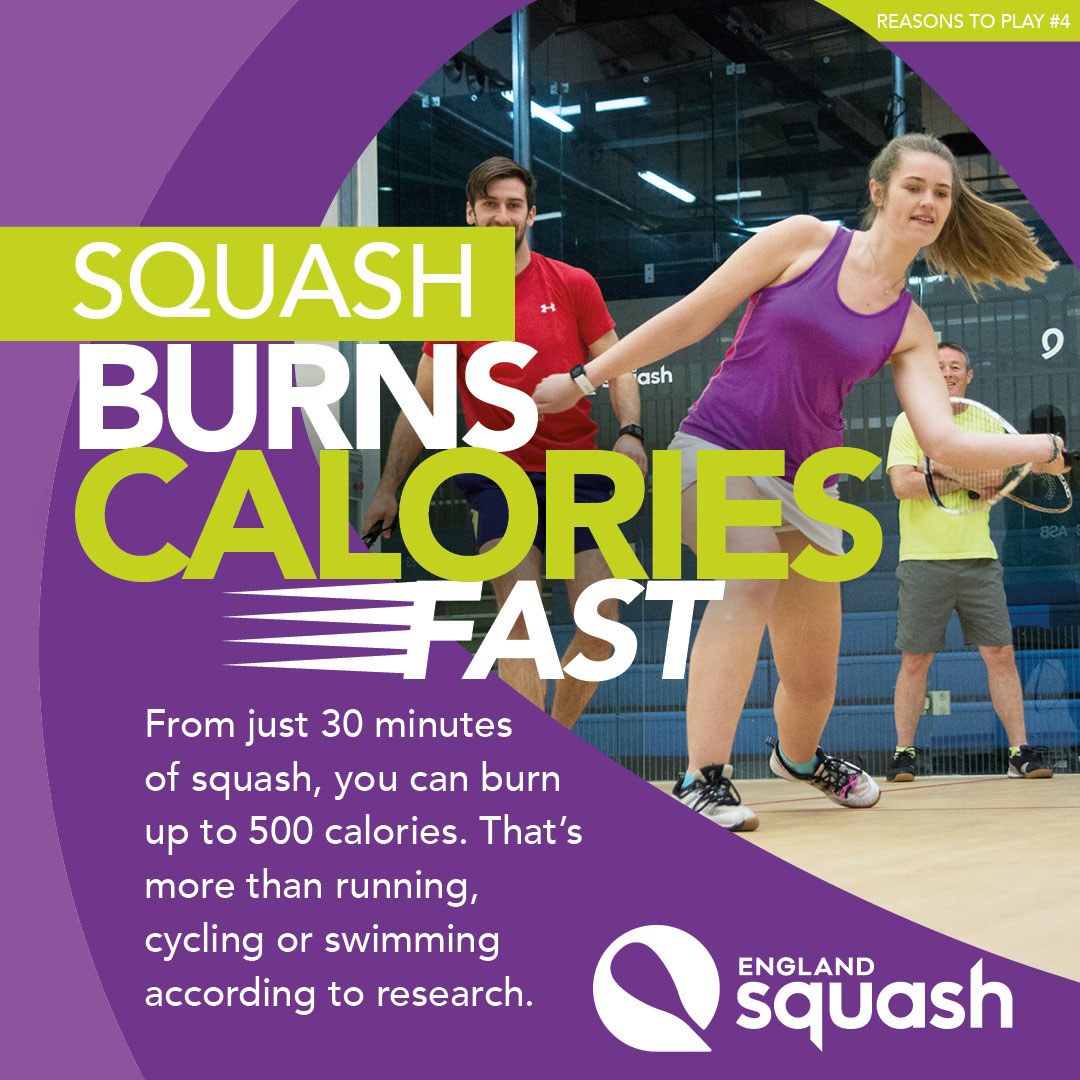 REASONS TO PLAY #4
SQUASH
BURNS
CALORIES
FAST
From just 30 minutes
of squash, you can burn
up to 500 calories. That’s
more than running,
cycling or swimming
according to research.
ENGLAND
squash